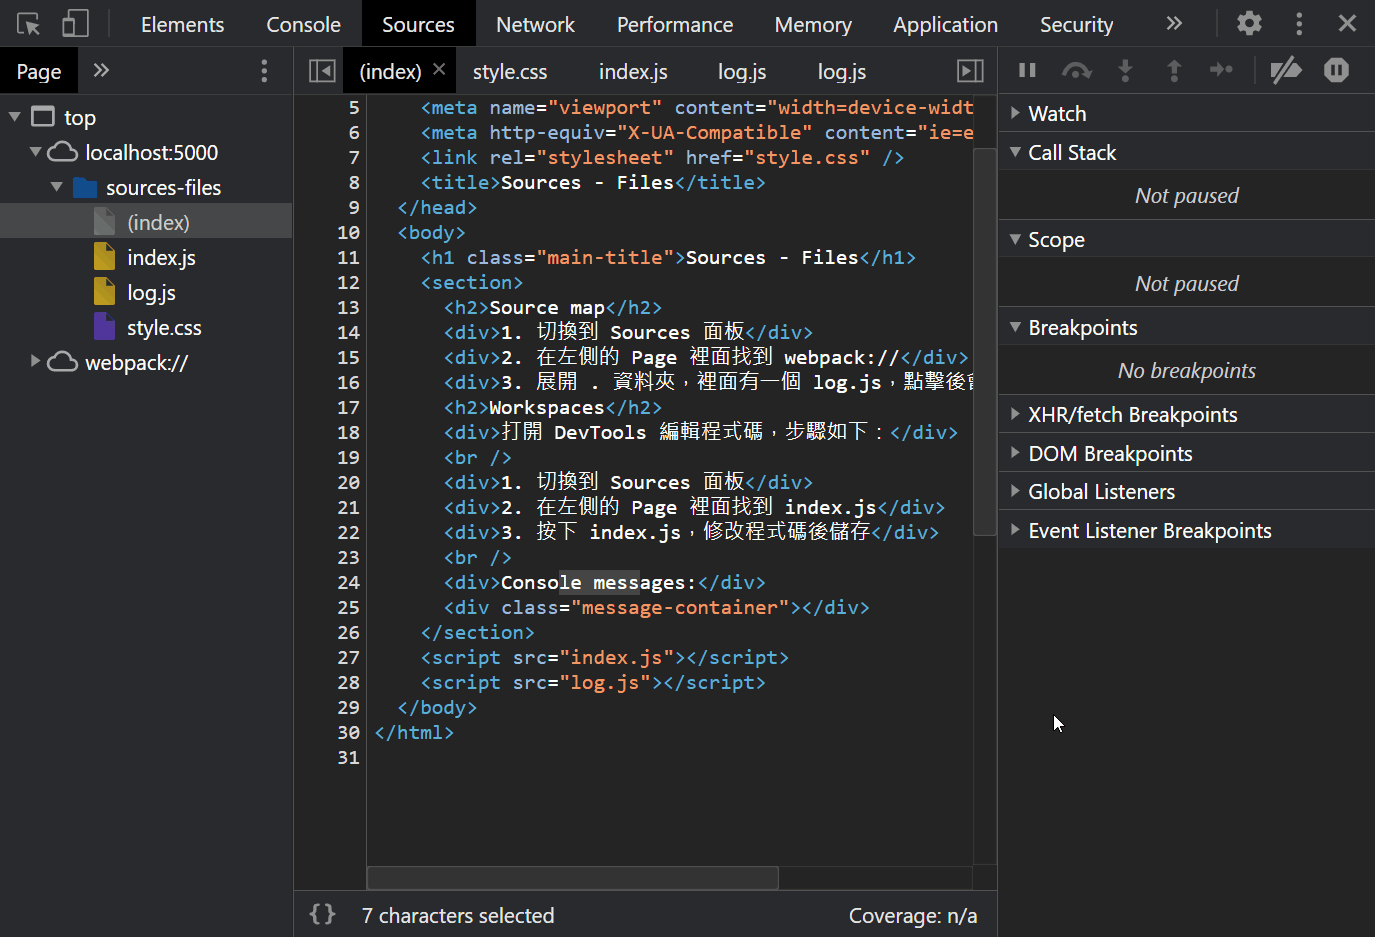 Elements Console Sources Network Performance Memory Application Security
Page
(index) style.css index.js log.js log.js
top
localhost:5000
sources-files
(index)
index.js
log.js
style.css
webpack://
5 <meta name="viewport" content="width=device-widt
6 <meta http-equiv="X-UA-Compatible" content="ie=e
7 <link rel="stylesheet" href="style.css" />
8 <title>Sources - Files</title>
9 </head>
10 <body>
11 <h1 class="main-title">Sources - Files</h1>
12 <section>
13 <h2>Source map</h2>
14 <div>1. 切換到 Sources 面板</div>
15 <div>2. 在左側的 Page 裡面找到 webpack://</div>
16 <div>3. 展開 . 資料夾，裡面有一個 log.js，點擊後會
17 <h2>Workspaces</h2>
18 <div>打開 DevTools 編輯程式碼，步驟如下：</div>
19 <br />
20 <div>1. 切換到 Sources 面板</div>
21 <div>2. 在左側的 Page 裡面找到 index.js</div>
22 <div>3. 按下 index.js，修改程式碼後儲存</div>
23 <br />
24 <div>Console messages:</div>
25 <div class="message-container"></div>
26 </section>
27 <script src="index.js"></script>
28 <script src="log.js"></script>
29 </body>
30 </html>
31
{} 7 characters selected Coverage: n/a
Watch
Call Stack
Not paused
Scope
Not paused
Breakpoints
No breakpoints
XHR/fetch Breakpoints
DOM Breakpoints
Global Listeners
Event Listener Breakpoints